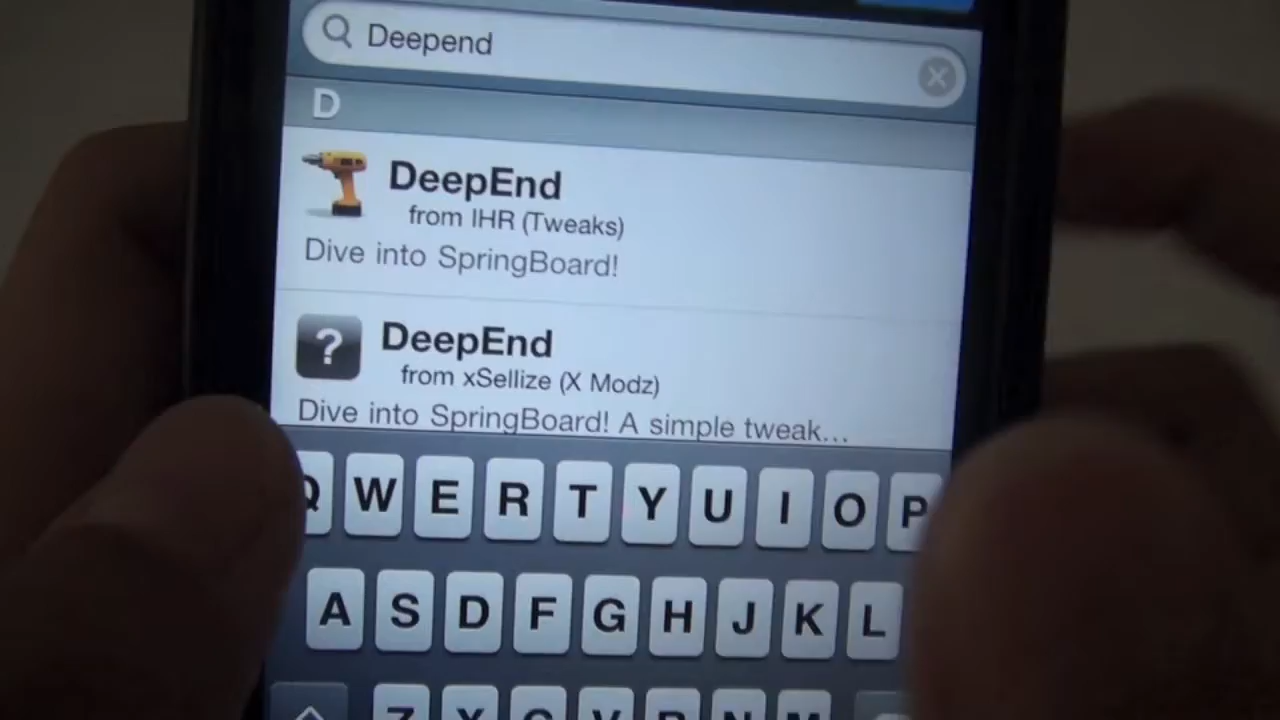 Deepend
D
DeepEnd
from IHR (Tweaks)
Dive into SpringBoard!
?
DeepEnd
from xSellize (X Modz)
Dive into SpringBoard! A simple tweak...
Q W E R T Y U I O P
A S D F G H J K L
Z X C V B N M